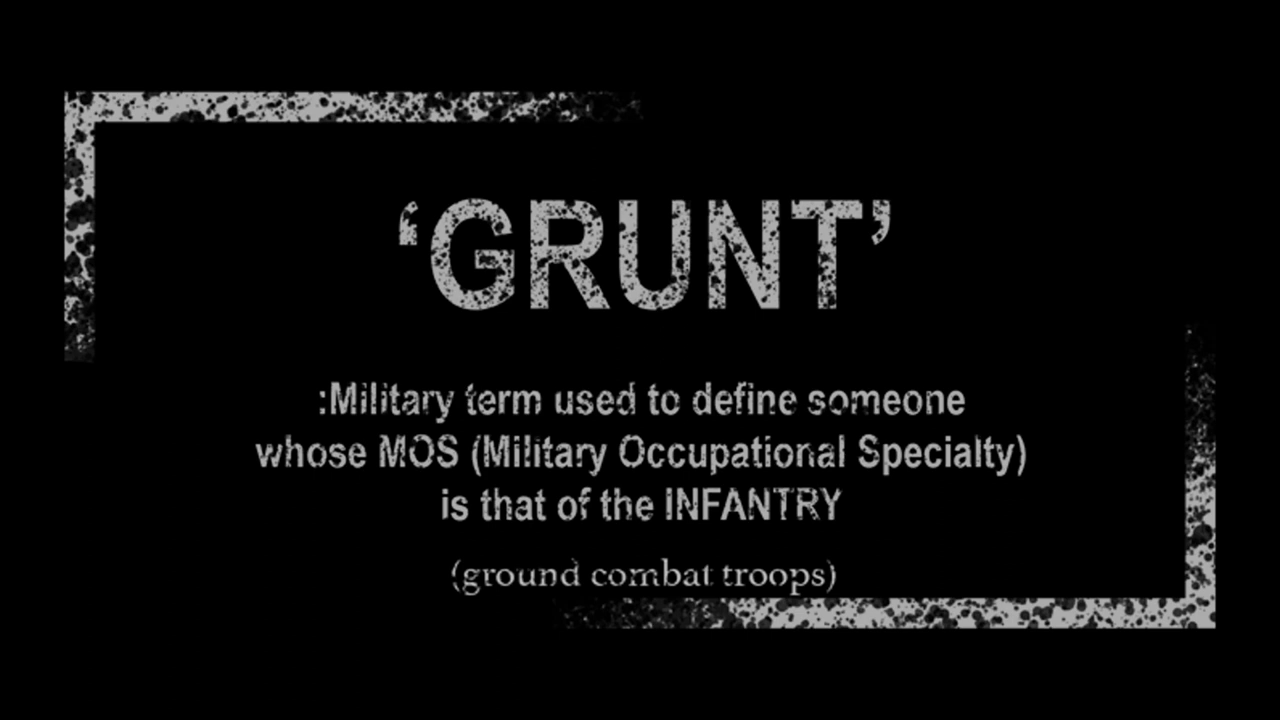 ‘GRUNT’
:Military term used to define someone
whose MOS (Military Occupational Specialty)
is that of the INFANTRY
(ground combat troops)